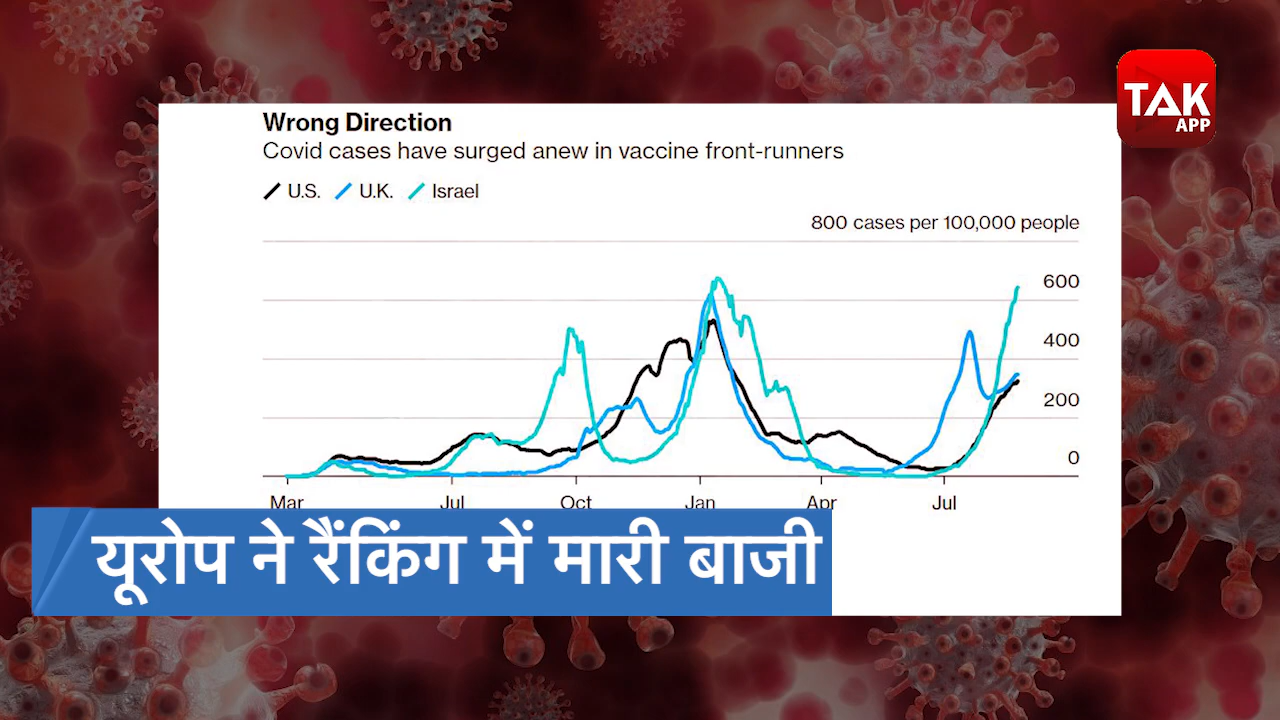 TAK
APP
Wrong Direction
Covid cases have surged anew in vaccine front-runners
U.S. U.K. Israel
800 cases per 100,000 people
600
400
200
0
Mar Jul Oct Jan Apr Jul
यूरोप ने रैंकिंग में मारी बाजी